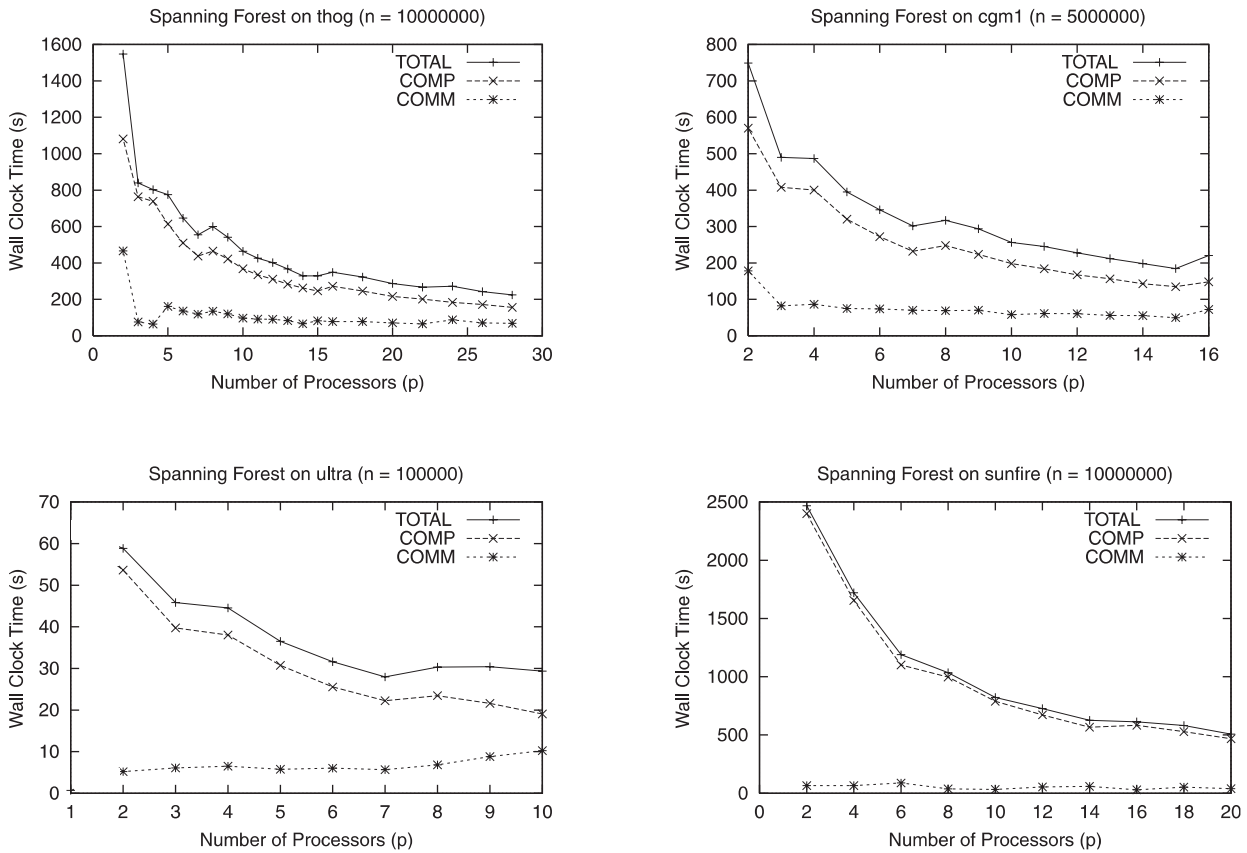 Spanning Forest on thog (n = 10000000)
1600
1400
1200
1000
800
600
400
200
0
Wall Clock Time (s)
TOTAL
COMP
COMM
0 5 10 15 20 25 30
Number of Processors (p)
Spanning Forest on cgm1 (n = 5000000)
800
700
600
500
400
300
200
100
0
Wall Clock Time (s)
TOTAL
COMP
COMM
2 4 6 8 10 12 14 16
Number of Processors (p)
Spanning Forest on ultra (n = 100000)
70
60
50
40
30
20
10
0
Wall Clock Time (s)
TOTAL
COMP
COMM
1 2 3 4 5 6 7 8 9 10
Number of Processors (p)
Spanning Forest on sunfire (n = 10000000)
2500
2000
1500
1000
500
0
Wall Clock Time (s)
TOTAL
COMP
COMM
0 2 4 6 8 10 12 14 16 18 20
Number of Processors (p)